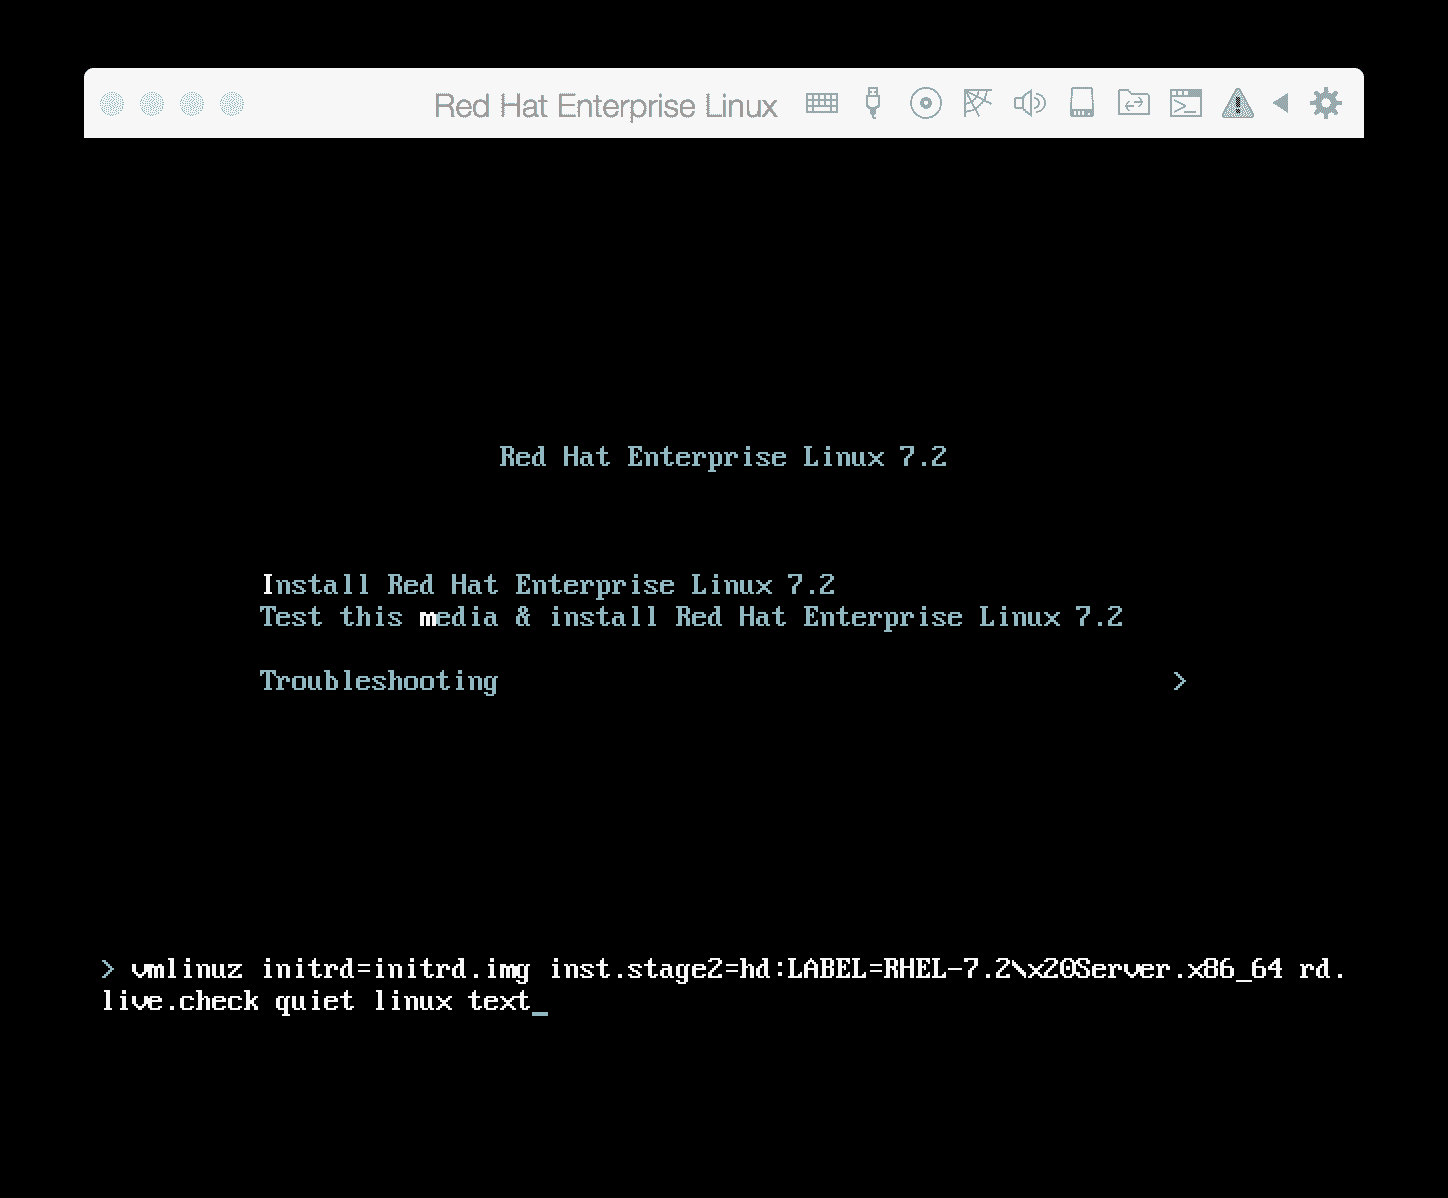 Red Hat Enterprise Linux
Red Hat Enterprise Linux 7.2
Install Red Hat Enterprise Linux 7.2
Test this media & install Red Hat Enterprise Linux 7.2
Troubleshooting >
> vmlinuz initrd=initrd.img inst.stage2=hd:LABEL=RHEL-7.2\x20Server.x86_64 rd.
live.check quiet linux text_